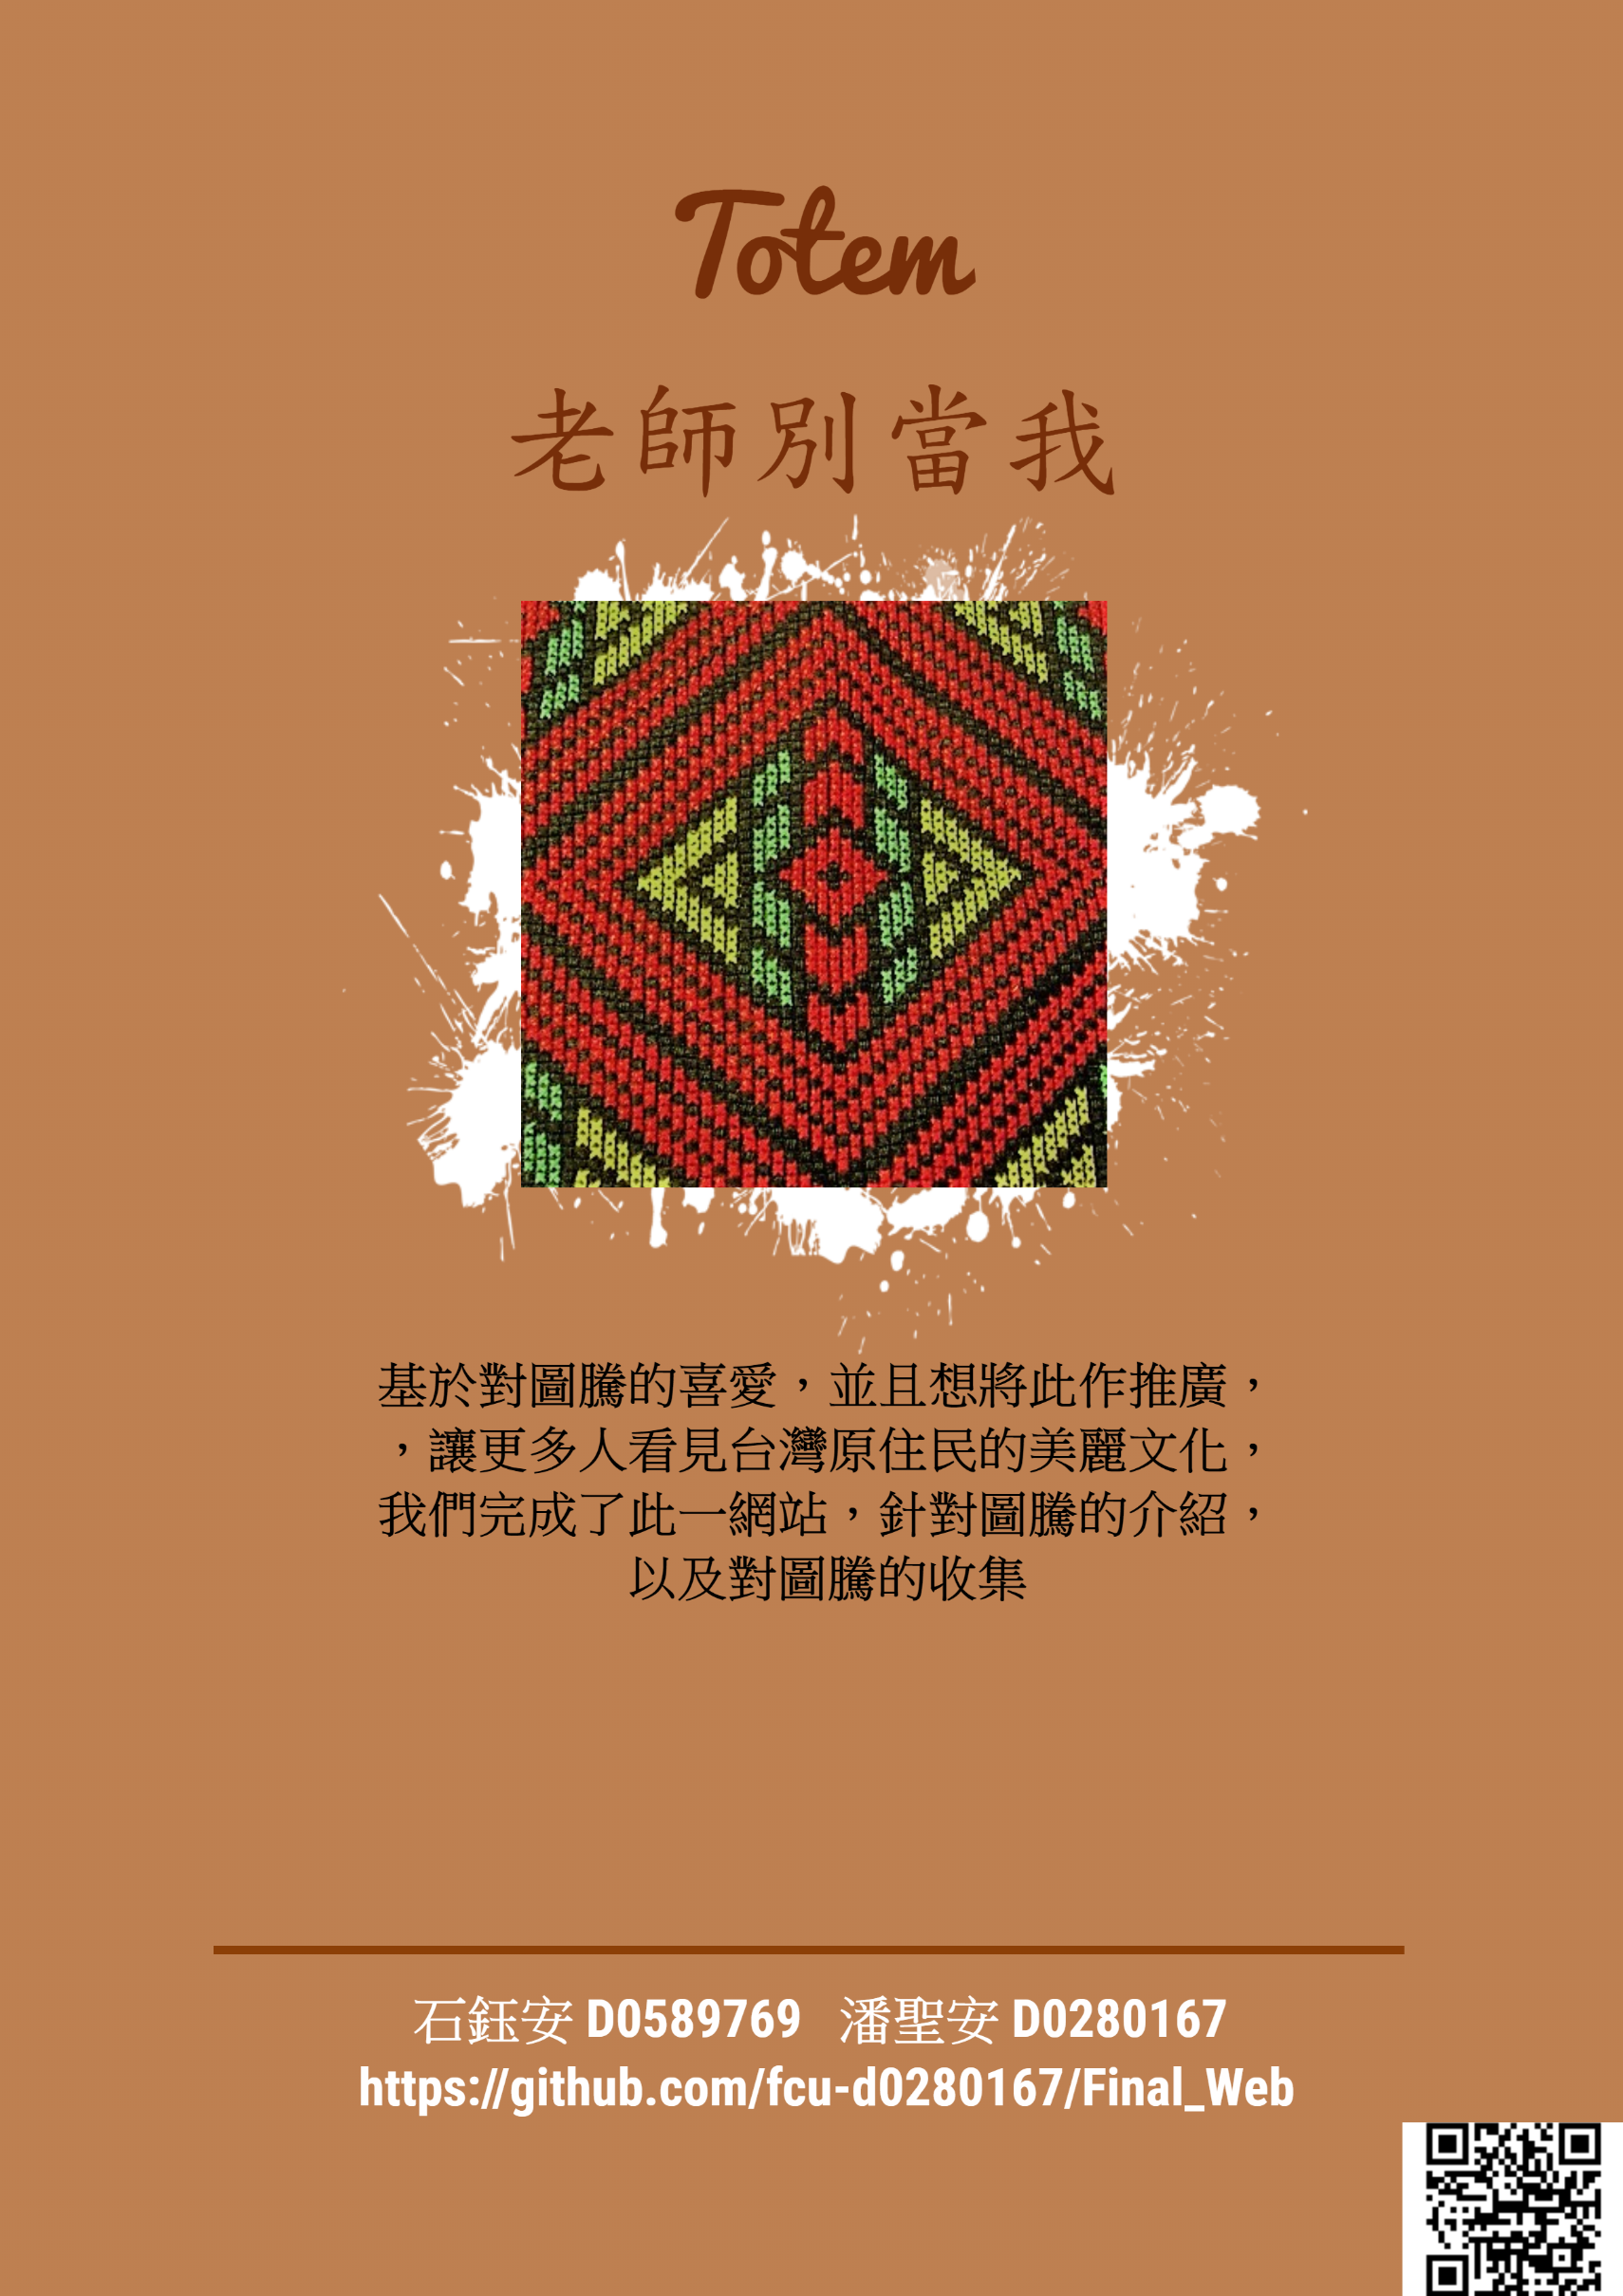 Totem
老師別當我
基於對圖騰的喜愛，並且想將此作推廣，
，讓更多人看見台灣原住民的美麗文化，
我們完成了此一網站，針對圖騰的介紹，
以及對圖騰的收集
石鈺安 D0589769 潘聖安 D0280167
https://github.com/fcu-d0280167/Final_Web